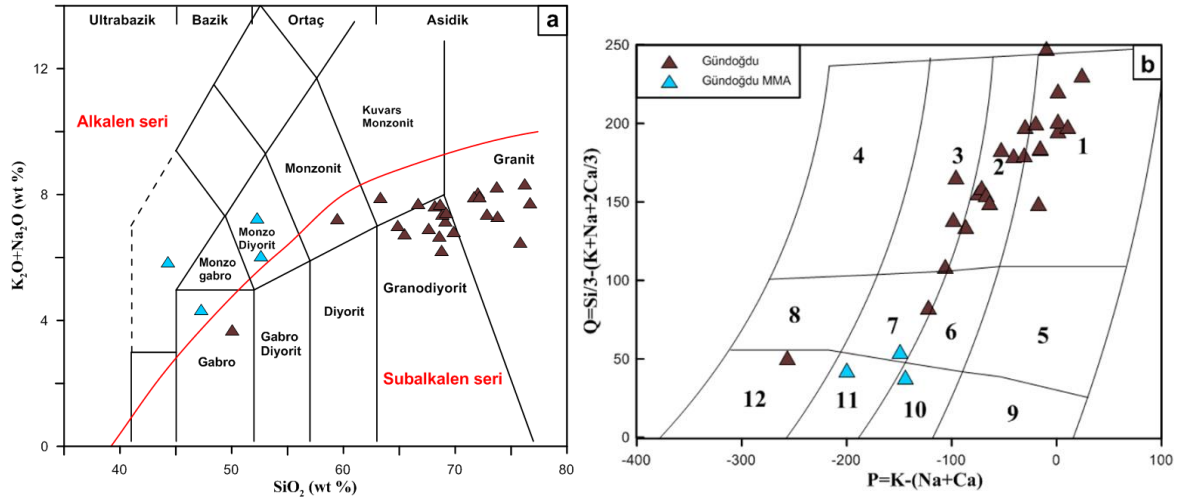 Ultrabazik
Bazik
Ortaç
Asidik
a
12
8
4
0
K₂O+Na₂O (wt %)
Alkalen seri
Kuvars
Monzonit
Granit
Monzonit
Monzo
Diyorit
Monzo
gabro
Granodiyorit
Diyorit
Gabro
Diyorit
Gabro
Subalkalen seri
40
50
60
70
80
SiO₂ (wt %)
b
Gündoğdu
Gündoğdu MMA
250
200
150
100
50
0
Q=Si/3-(K+Na+2Ca/3)
4
3
2
1
8
7
6
5
12
11
10
9
-400
-300
-200
-100
0
100
P=K-(Na+Ca)